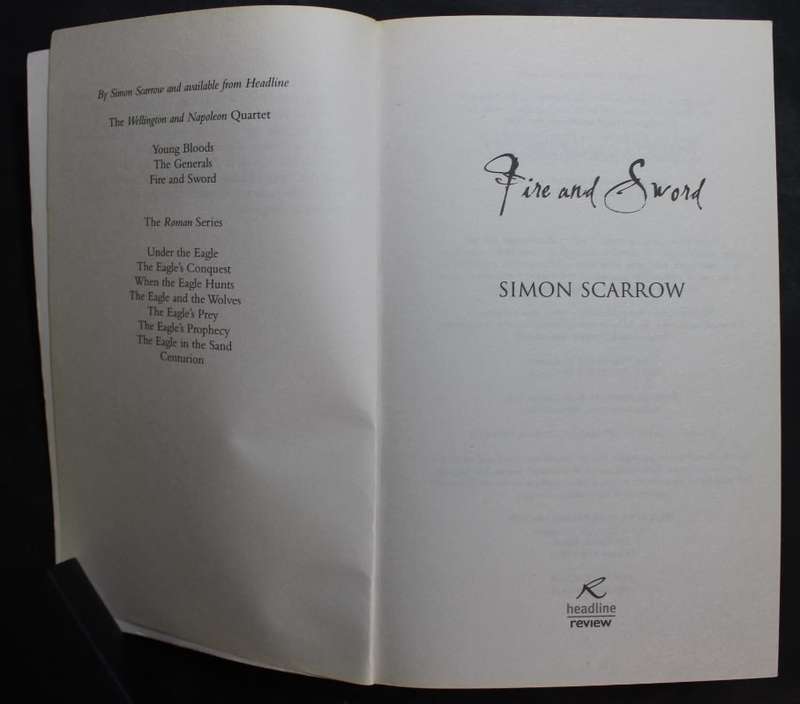 By Simon Scarrow and available from Headline
The Wellington and Napoleon Quartet
Young Bloods
The Generals
Fire and Sword
The Roman Series
Under the Eagle
The Eagle's Conquest
When the Eagle Hunts
The Eagle and the Wolves
The Eagle's Prey
The Eagle's Prophecy
The Eagle in the Sand
Centurion
Fire and Sword
SIMON SCARROW
R
headline
review